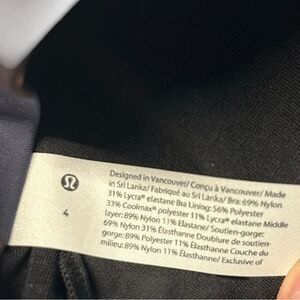 4
Designed in Vancouver/ Conçu à Vancouver/ Made
in Sri Lanka/ Fabriqué au Sri Lanka/ Bra: 69% Nylon
31% Lycra® elastane Bra Lining: 56% Polyester
33% Coolmax® polyester 11% Lycra® elastane Middle
layer: 89% Nylon 11% Elastane/ Soutien-gorge:
69% Nylon 31% Élasthanne Doublure de soutien-
gorge: 89% Polyester 11% Élasthanne Couche du
milieu: 89% Nylon 11% Élasthanne/ Exclusive of